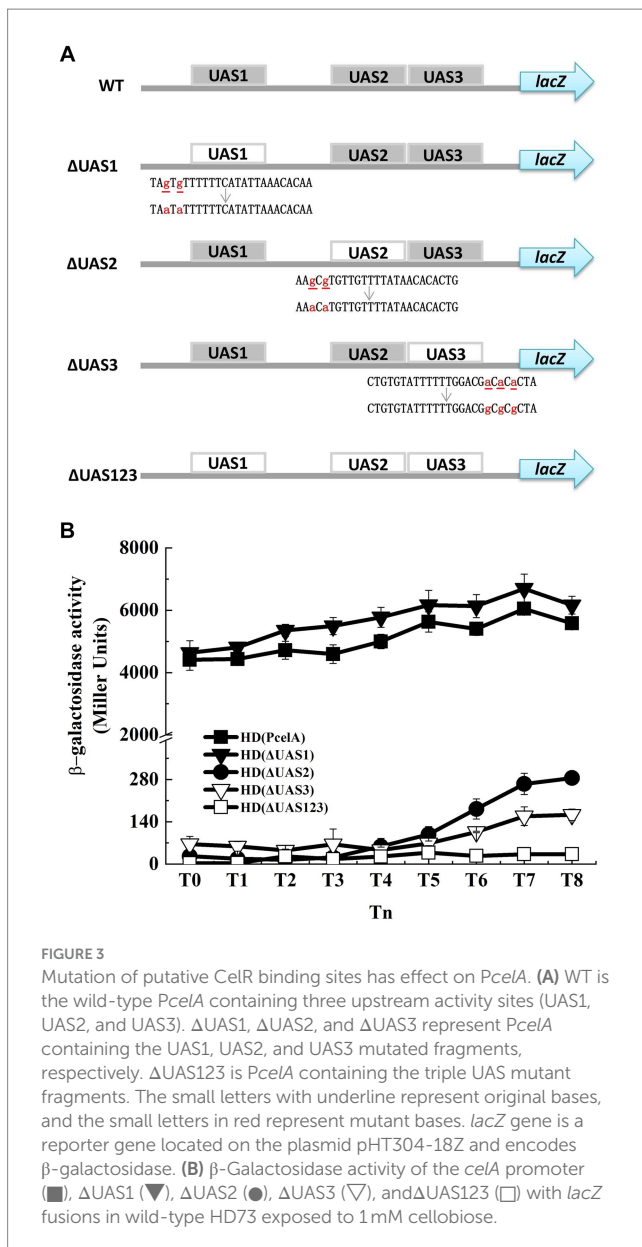 A
UAS1 UAS2 UAS3 lacZ
WT
UAS1 UAS2 UAS3 lacZ
ΔUAS1
TAgTgTTTTTTCATATTAAACACAA
TAaTaTTTTTTCATATTAAACACAA
UAS1 UAS2 UAS3 lacZ
ΔUAS2
AAgCgTGTTGTTTTATAACACACTG
AAaCaTGTTGTTTTATAACACACTG
UAS1 UAS2 UAS3 lacZ
ΔUAS3
CTGTGTATTTTTTGGACGaCaCaCTA
CTGTGTATTTTTTGGACGgCgCgCTA
UAS1 UAS2 UAS3 lacZ
ΔUAS123
B
β-galactosidase activity
(Miller Units)
8000
6000
4000
2000
280
140
0
HD(PcelA)
HD(ΔUAS1)
HD(ΔUAS2)
HD(ΔUAS3)
HD(ΔUAS123)
T0 T1 T2 T3 T4 T5 T6 T7 T8
Tn
FIGURE 3
Mutation of putative CelR binding sites has effect on PcelA. (A) WT is
the wild-type PcelA containing three upstream activity sites (UAS1,
UAS2, and UAS3). ΔUAS1, ΔUAS2, and ΔUAS3 represent PcelA
containing the UAS1, UAS2, and UAS3 mutated fragments,
respectively. ΔUAS123 is PcelA containing the triple UAS mutant
fragments. The small letters with underline represent original bases,
and the small letters in red represent mutant bases. lacZ gene is a
reporter gene located on the plasmid pHT304-18Z and encodes
β-galactosidase. (B) β-Galactosidase activity of the celA promoter
(■), ΔUAS1 (▼), ΔUAS2 (●), ΔUAS3 (▽), andΔUAS123 (□) with lacZ
fusions in wild-type HD73 exposed to 1 mM cellobiose.